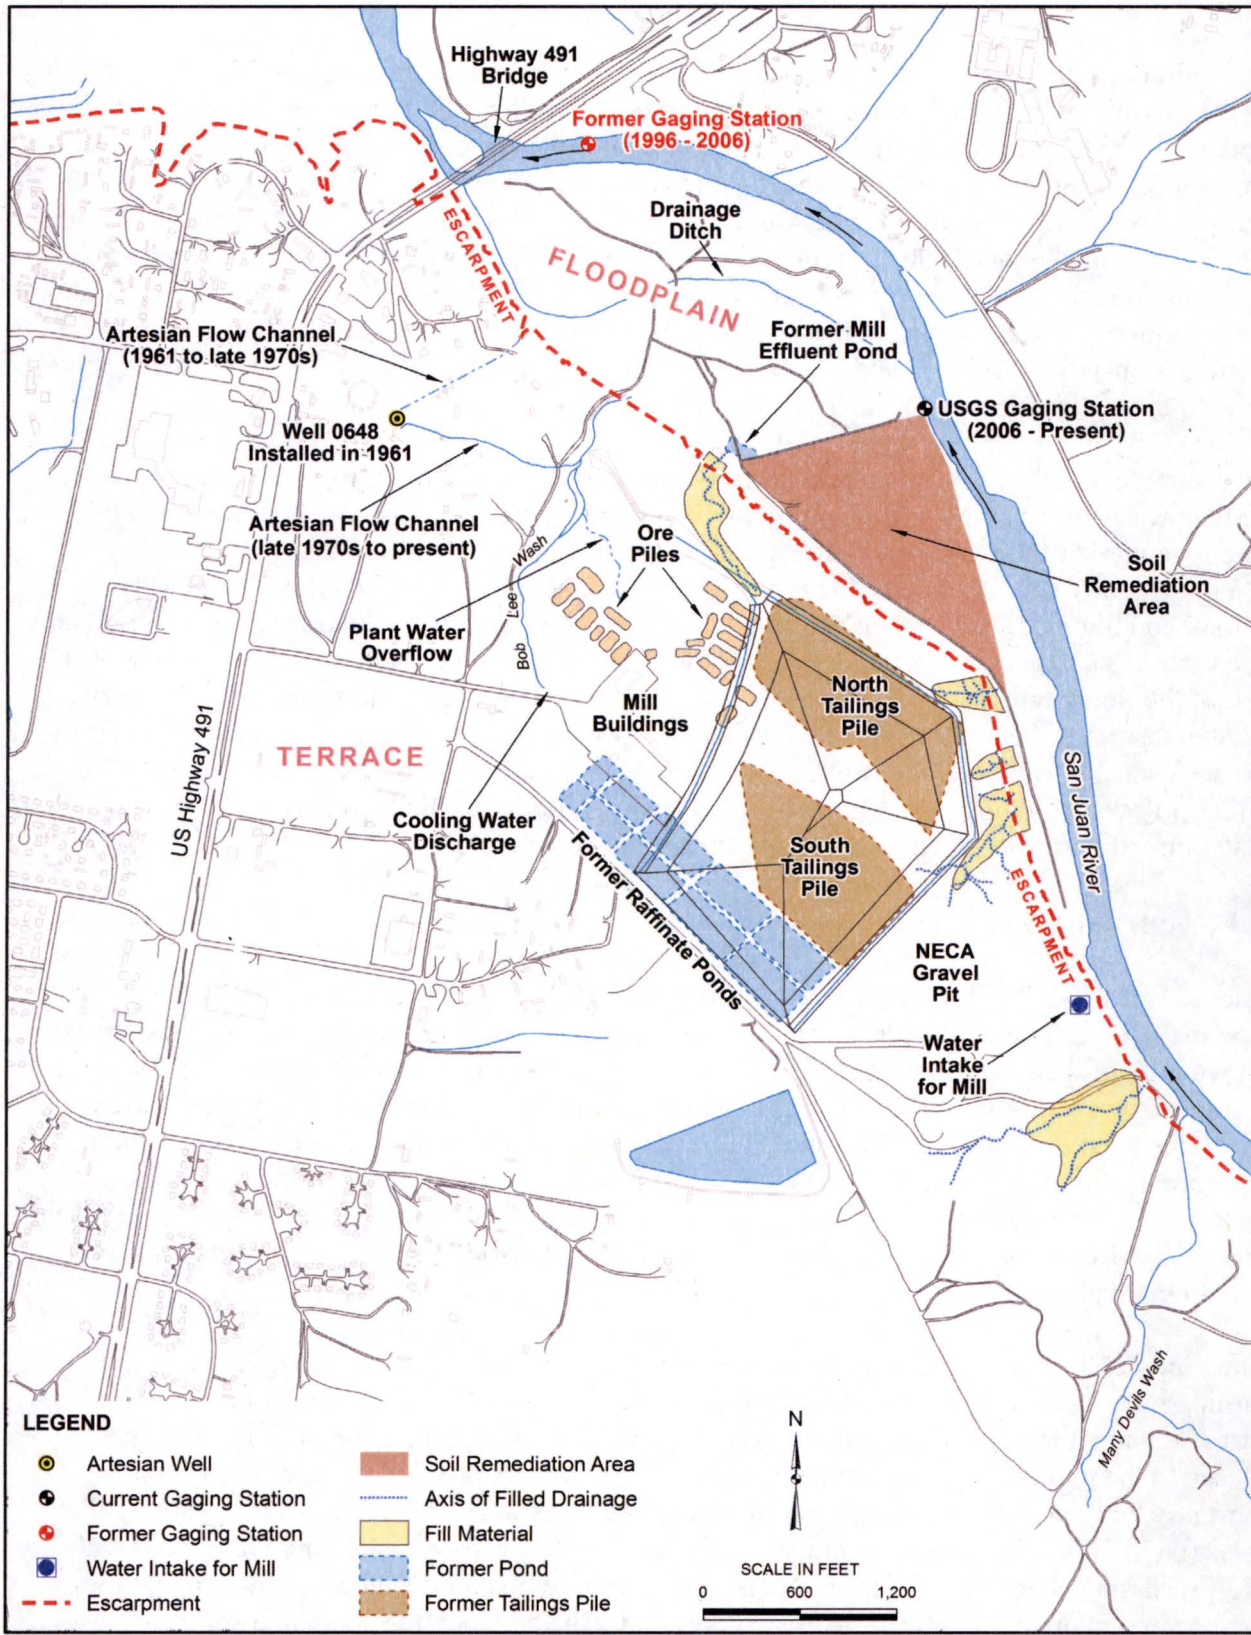 Highway 491
Bridge
Former Gaging Station
(1996 - 2006)
Drainage
Ditch
ESCARPMENT
FLOODPLAIN
Artesian Flow Channel
(1961 to late 1970s)
Former Mill
Effluent Pond
USGS Gaging Station
(2006 - Present)
Well 0648
Installed in 1961
Artesian Flow Channel
(late 1970s to present)
Ore
Piles
Soil
Remediation
Area
Bob Lee Wash
Plant Water
Overflow
Mill
Buildings
North
Tailings
Pile
TERRACE
US Highway 491
San Juan River
Cooling Water
Discharge
South
Tailings
Pile
Former Raffinate Ponds
ESCARPMENT
NECA
Gravel
Pit
Water
Intake
for Mill
Many Devils Wash
LEGEND
Artesian Well
Current Gaging Station
Former Gaging Station
Water Intake for Mill
Escarpment
Soil Remediation Area
Axis of Filled Drainage
Fill Material
Former Pond
Former Tailings Pile
N
SCALE IN FEET
0 600 1,200